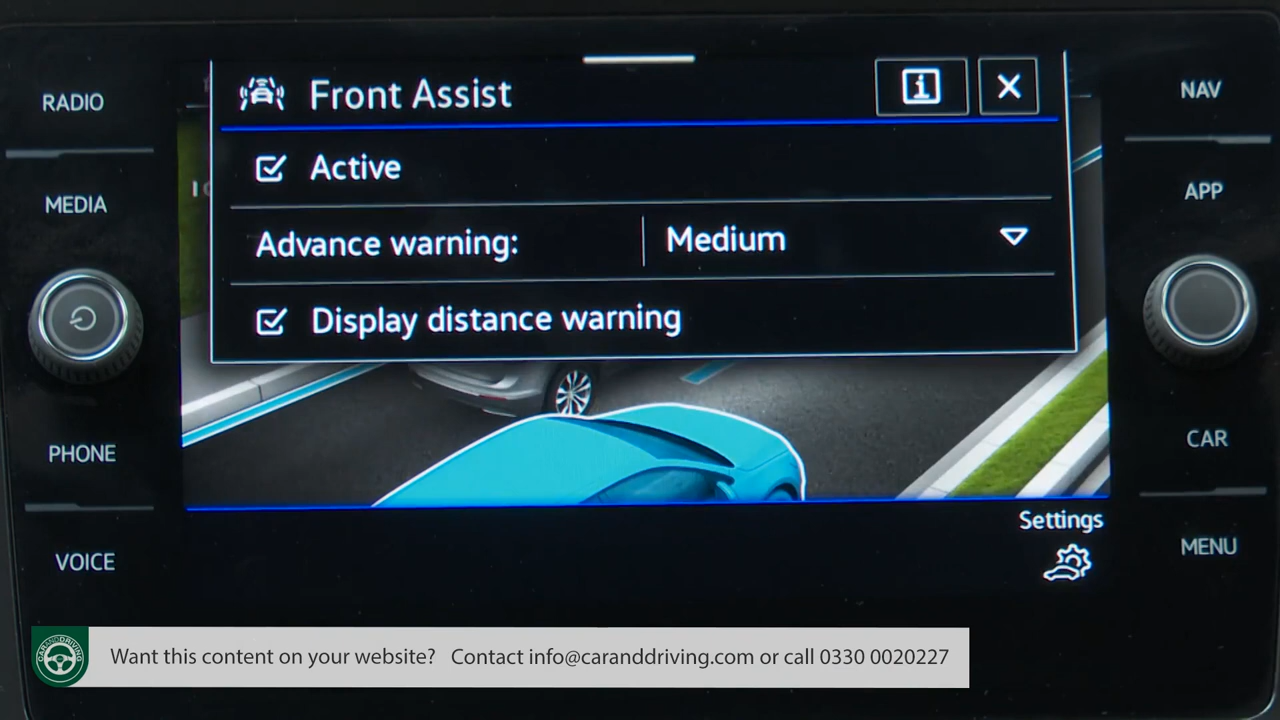 RADIO
MEDIA
PHONE
VOICE
Front Assist
Active
Advance warning:
Medium
Display distance warning
Settings
NAV
APP
CAR
MENU
CARANDDRIVING
Want this content on your website? Contact info@caranddriving.com or call 0330 0020227